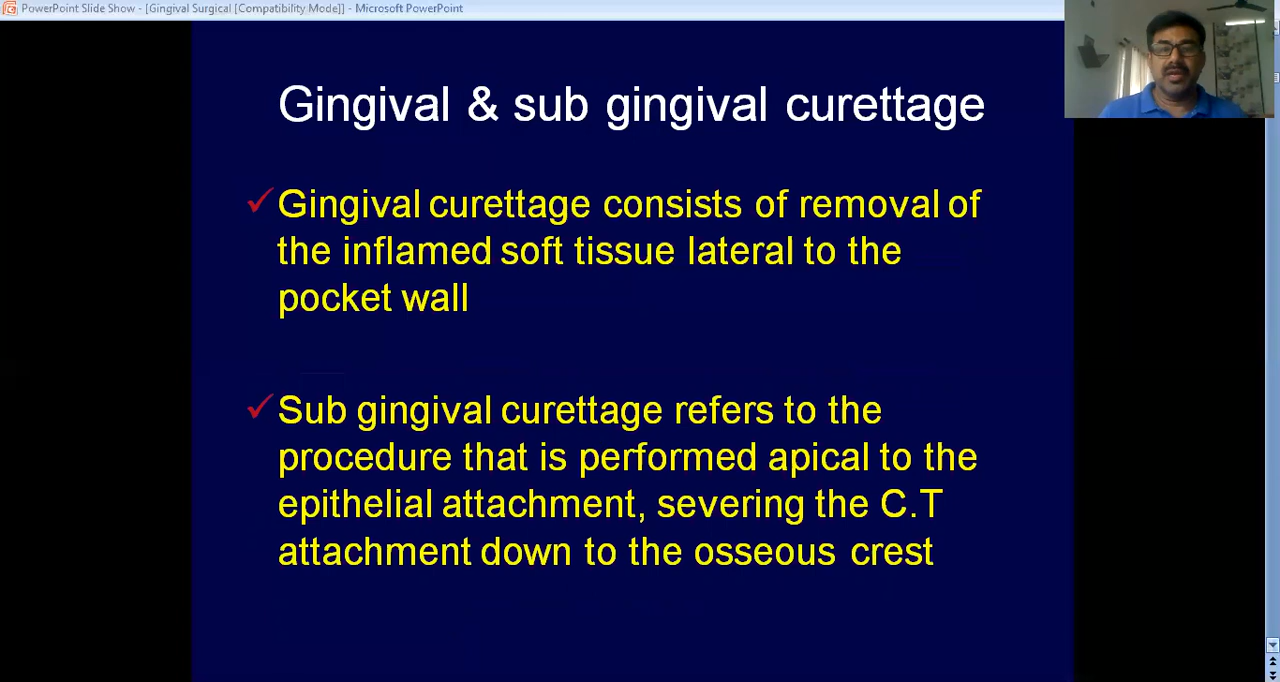 PowerPoint Slide Show - [Gingival Surgical [Compatibility Mode]] - Microsoft PowerPoint
Gingival & sub gingival curettage
Gingival curettage consists of removal of
the inflamed soft tissue lateral to the
pocket wall
Sub gingival curettage refers to the
procedure that is performed apical to the
epithelial attachment, severing the C.T
attachment down to the osseous crest